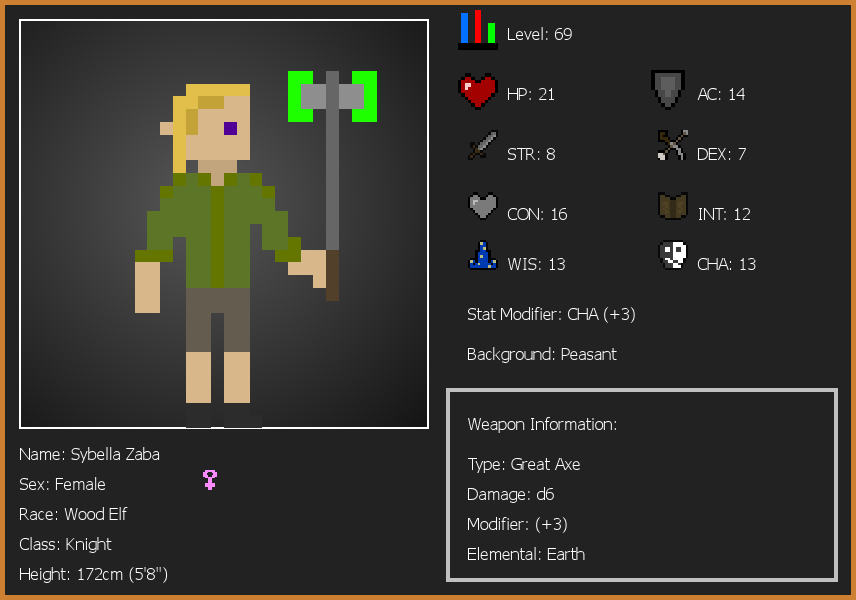 Level: 69
HP: 21
AC: 14
STR: 8
DEX: 7
CON: 16
INT: 12
WIS: 13
CHA: 13
Stat Modifier: CHA (+3)
Background: Peasant
Weapon Information:
Type: Great Axe
Damage: d6
Modifier: (+3)
Elemental: Earth
Name: Sybella Zaba
Sex: Female
Race: Wood Elf
Class: Knight
Height: 172cm (5'8")